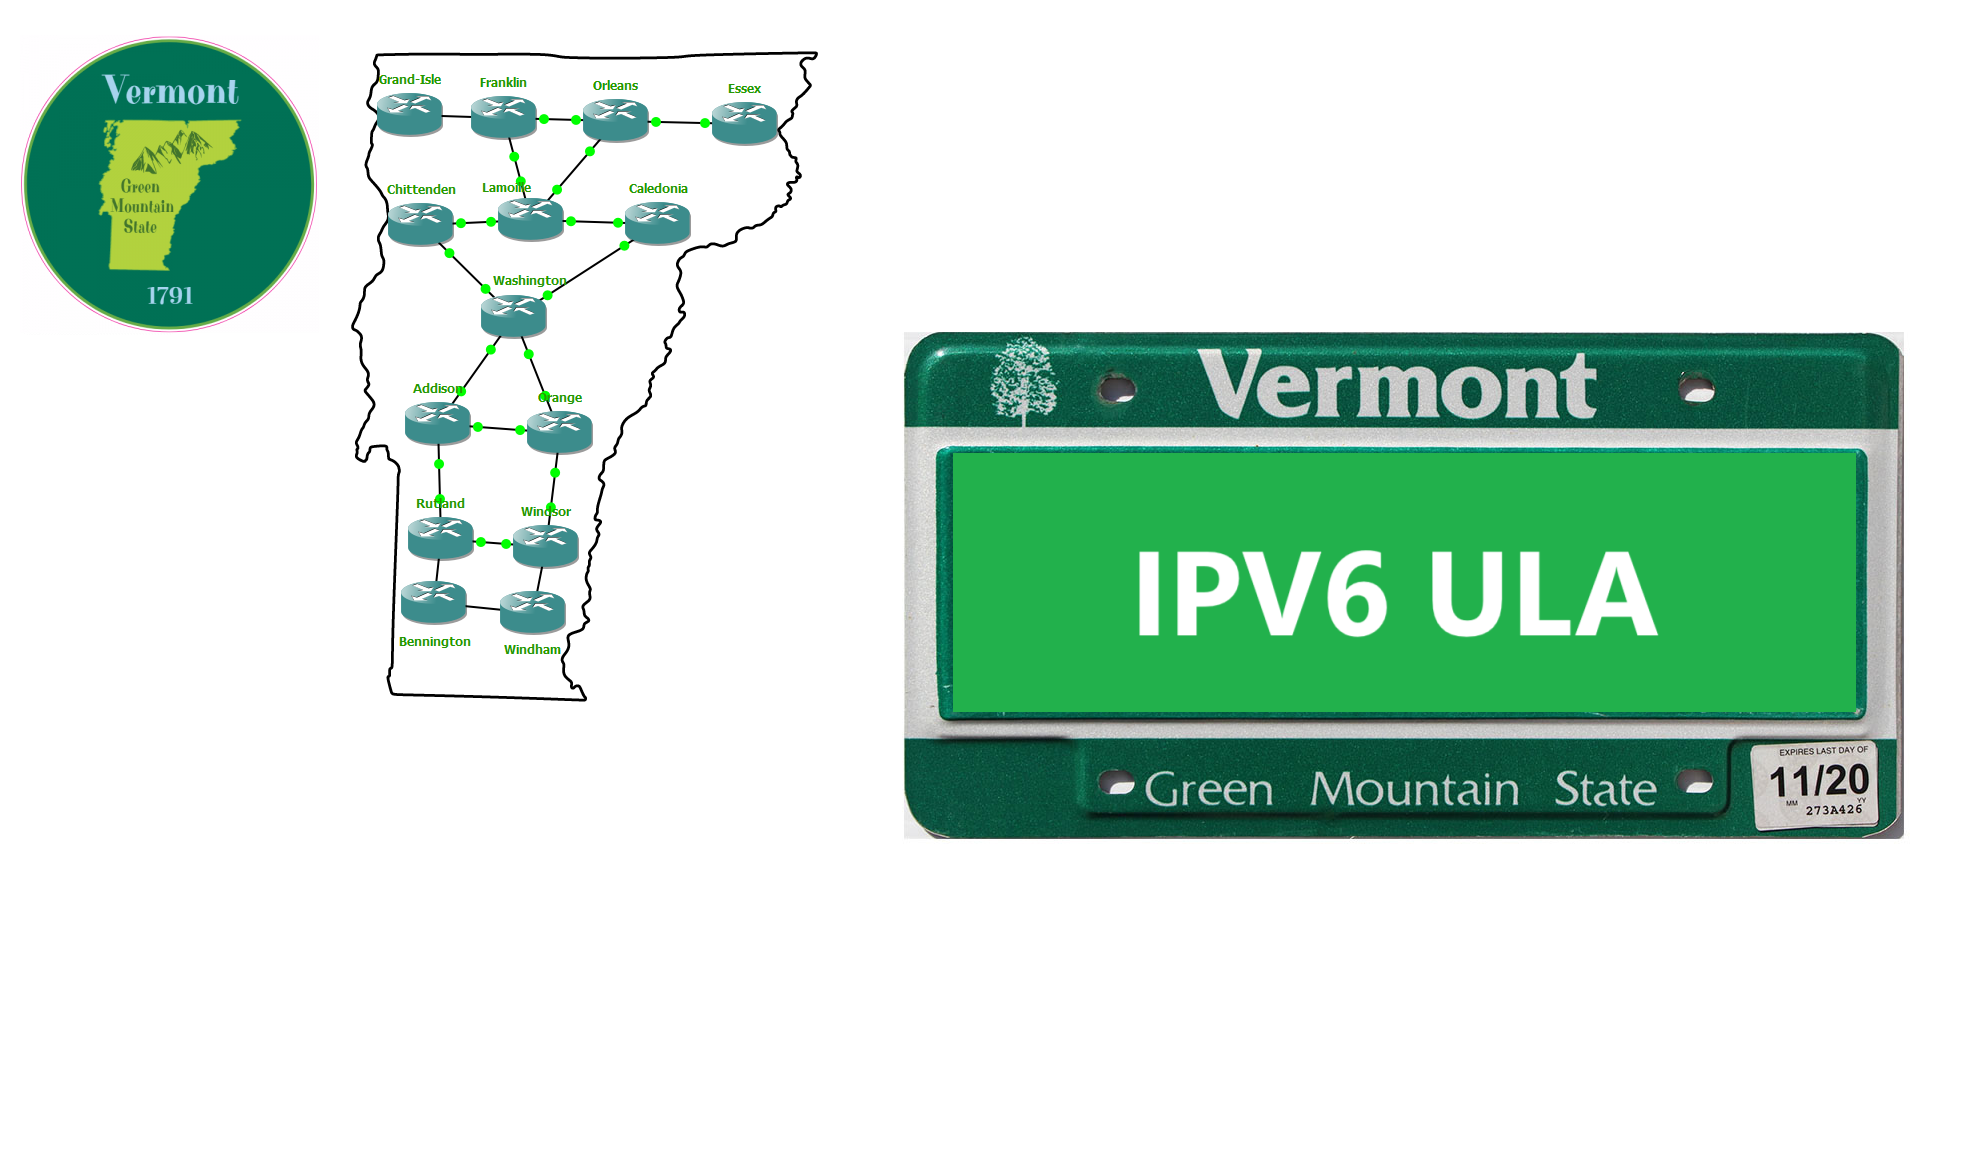 Vermont
Green
Mountain
State
1791
Grand-Isle
Franklin
Orleans
Essex
Chittenden
Lamoille
Caledonia
Washington
Addison
Orange
Rutland
Windsor
Bennington
Windham
Vermont
IPV6 ULA
Green Mountain State
EXPIRES LAST DAY OF
11/20
MM YY
273A426